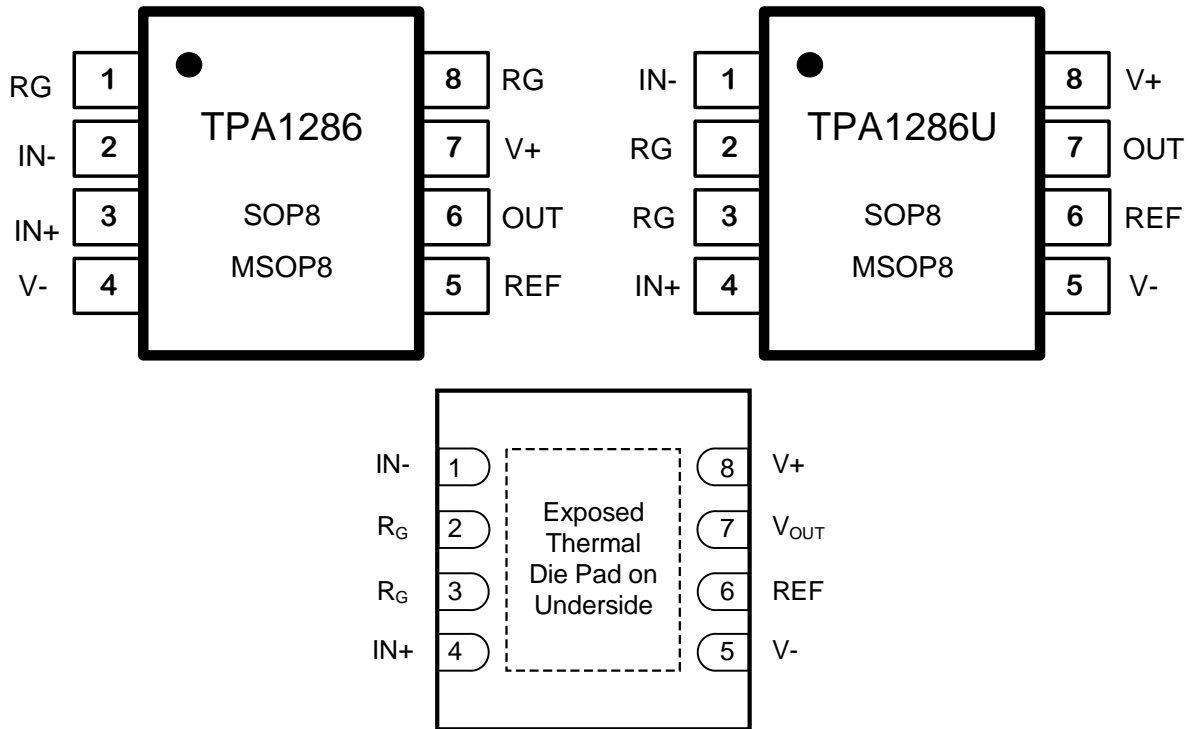 RG 1 8 RG
IN- 2 7 V+
IN+ 3 6 OUT
V- 4 5 REF
TPA1286
SOP8
MSOP8
IN- 1 8 V+
RG 2 7 OUT
RG 3 6 REF
IN+ 4 5 V-
TPA1286U
SOP8
MSOP8
IN- 1 8 V+
RG 2 7 VOUT
RG 3 6 REF
IN+ 4 5 V-
Exposed
Thermal
Die Pad on
Underside